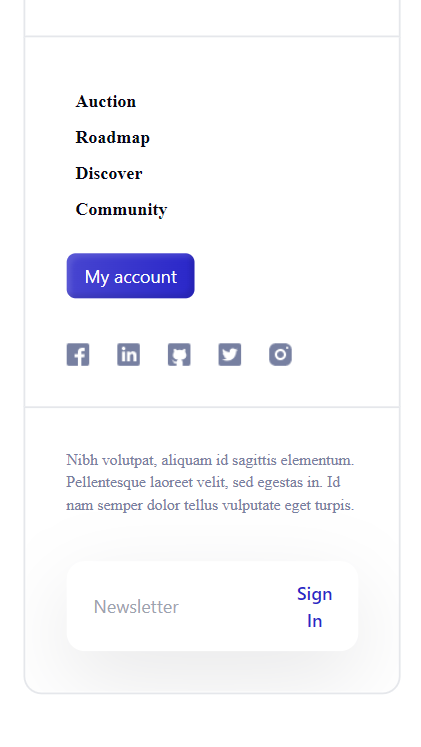 Auction
Roadmap
Discover
Community
My account
Nibh volutpat, aliquam id sagittis elementum.
Pellentesque laoreet velit, sed egestas in. Id
nam semper dolor tellus vulputate eget turpis.
Newsletter
Sign
In